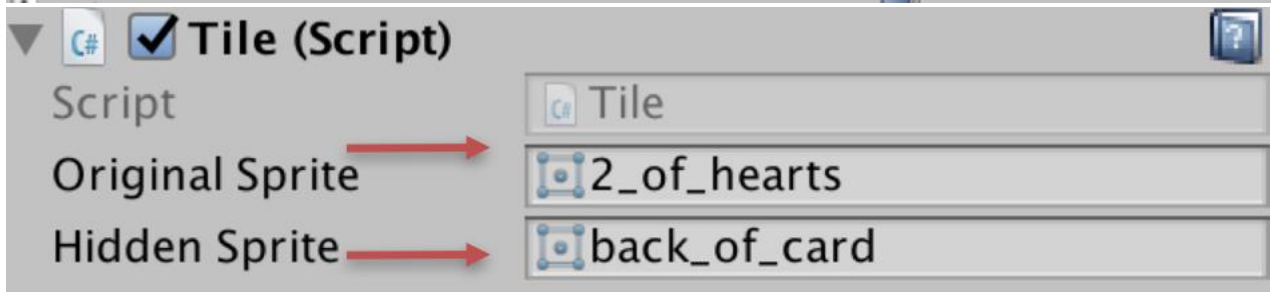 Tile (Script)
Script Tile
Original Sprite 2_of_hearts
Hidden Sprite back_of_card